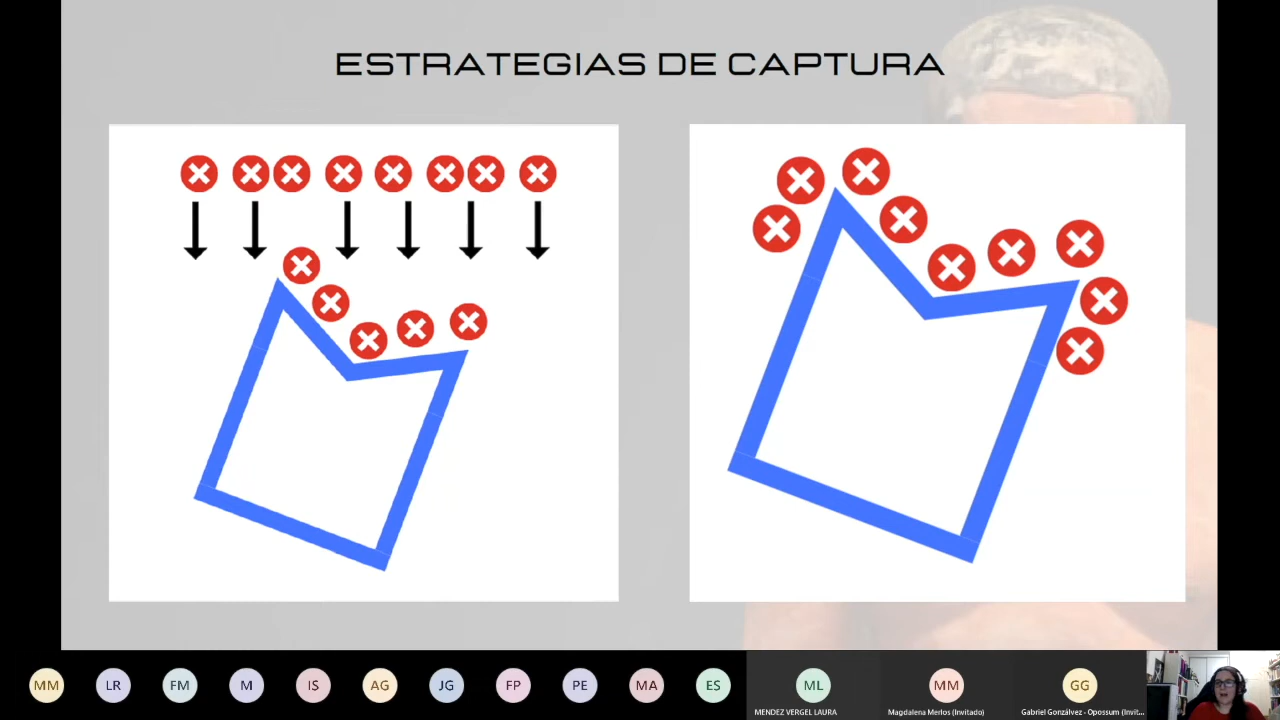 ESTRATEGIAS DE CAPTURA
MM
LR
FM
M
IS
AG
JG
FP
PE
MA
ES
ML
MM
GG
MENDEZ VERGEL LAURA
Magdalena Merlos (Invitado)
Gabriel Gonzálvez - Opossum (Invit...